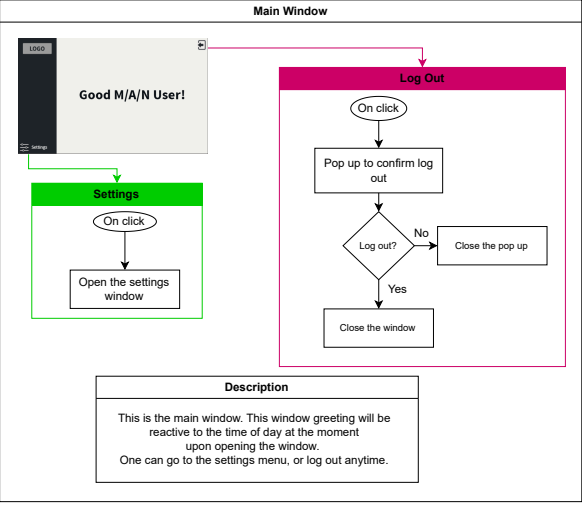 Main Window
LOGO
Good M/A/N User!
Settings
Log Out
On click
Pop up to confirm log
out
Log out?
No
Close the pop up
Yes
Close the window
Settings
On click
Open the settings
window
Description
This is the main window. This window greeting will be
reactive to the time of day at the moment
upon opening the window.
One can go to the settings menu, or log out anytime.